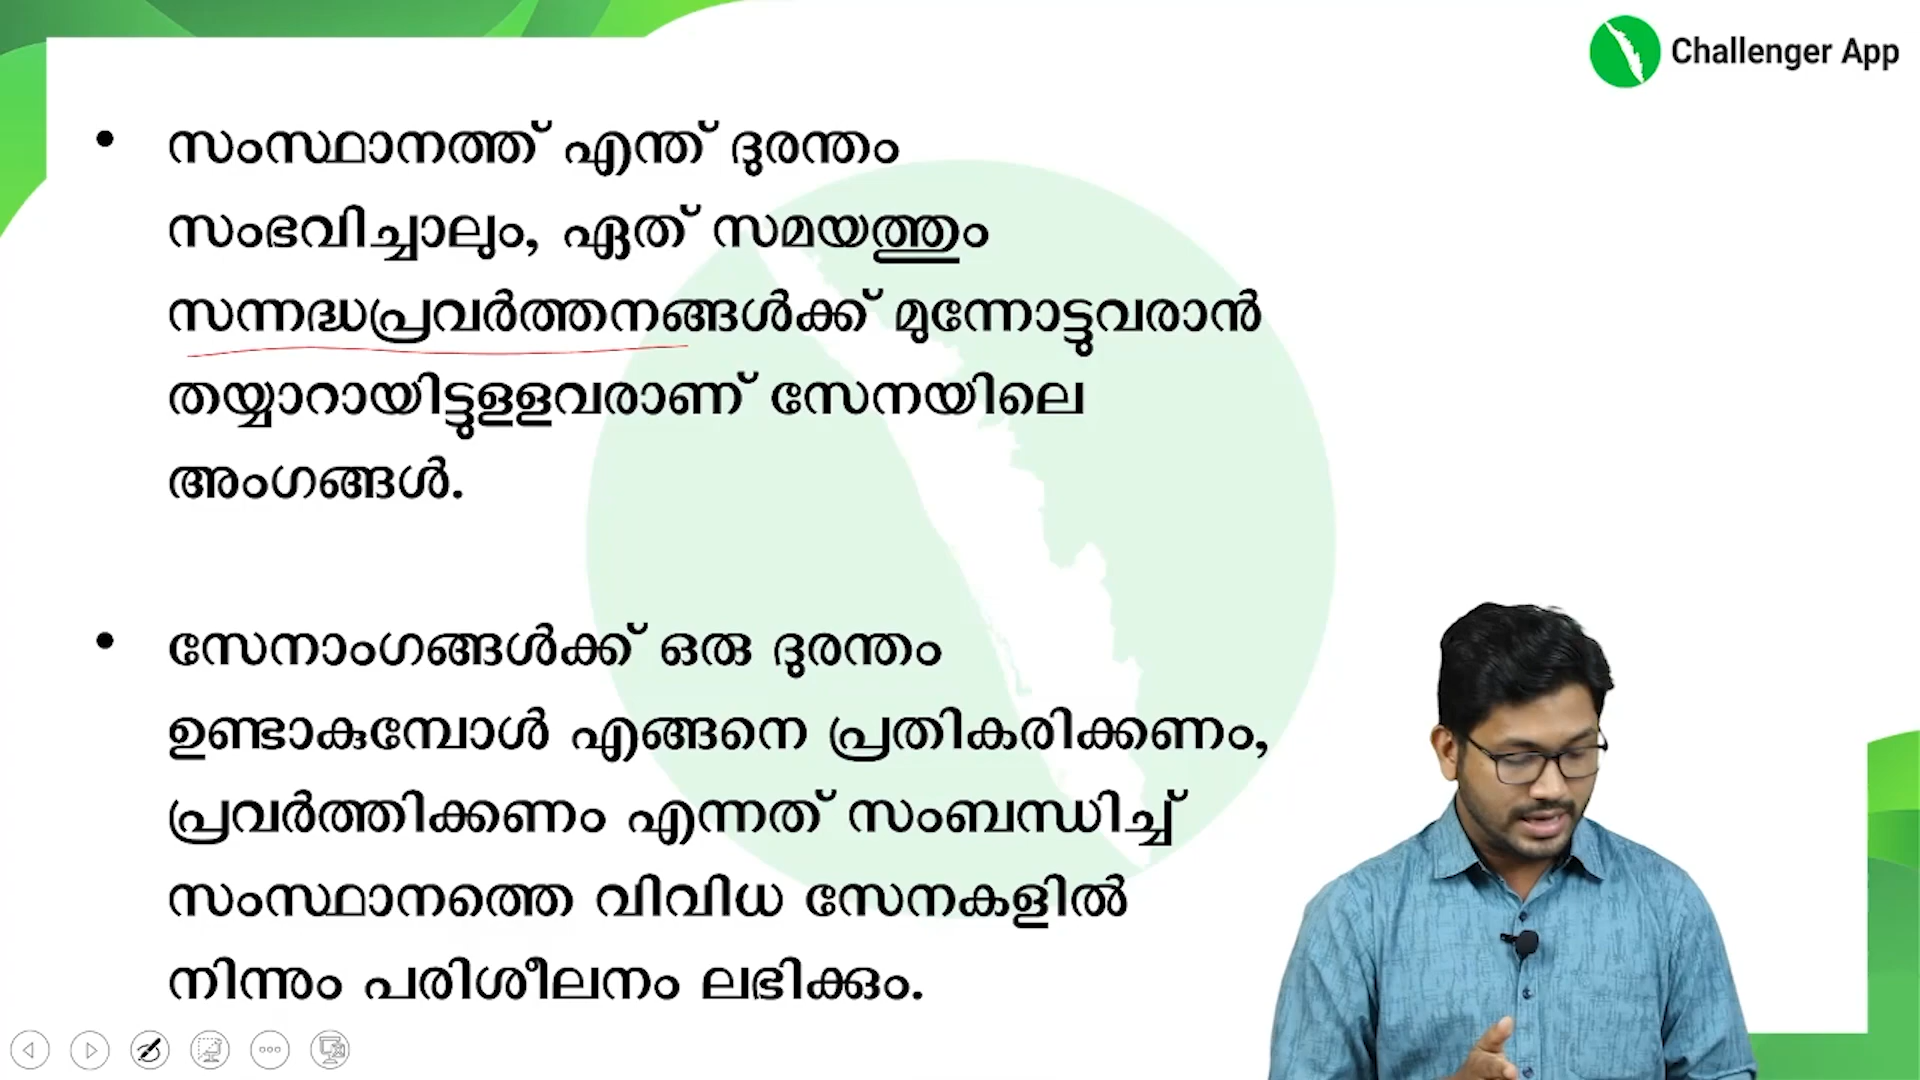 Challenger App
• സംസ്ഥാനത്ത് എന്ത് ദുരന്തം
സംഭവിച്ചാലും, ഏത് സമയത്തും
സന്നദ്ധപ്രവർത്തനങ്ങൾക്ക് മുന്നോട്ടുവരാൻ
തയ്യാറായിട്ടുളളവരാണ് സേനയിലെ
അംഗങ്ങൾ.
• സേനാംഗങ്ങൾക്ക് ഒരു ദുരന്തം
ഉണ്ടാകുമ്പോൾ എങ്ങനെ പ്രതികരിക്കണം,
പ്രവർത്തിക്കണം എന്നത് സംബന്ധിച്ച്
സംസ്ഥാനത്തെ വിവിധ സേനകളിൽ
നിന്നും പരിശീലനം ലഭിക്കും.